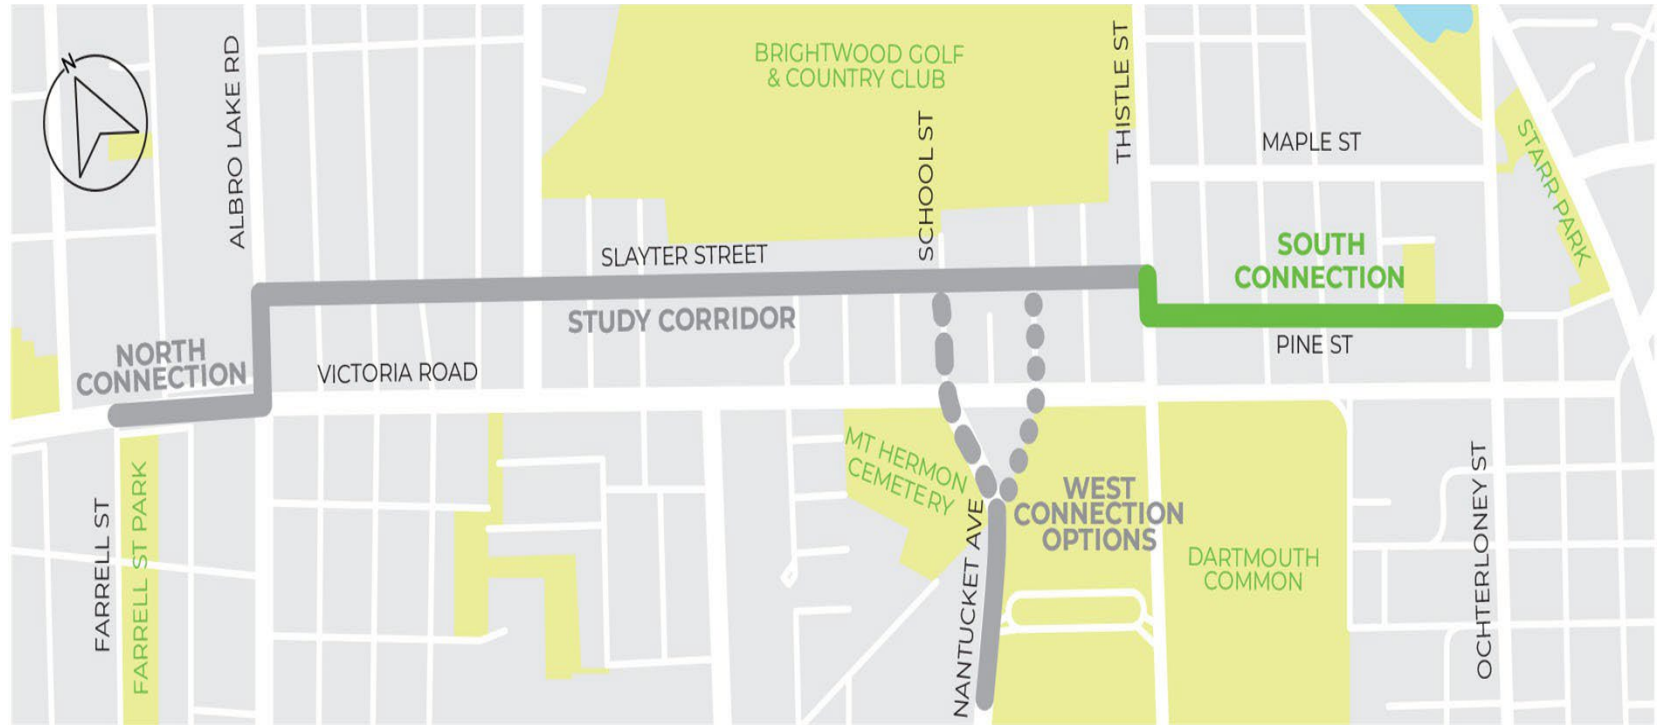 N
ALBRO LAKE RD
BRIGHTWOOD GOLF
& COUNTRY CLUB
SCHOOL ST
THISTLE ST
MAPLE ST
STARR PARK
SLAYTER STREET
SOUTH
CONNECTION
STUDY CORRIDOR
PINE ST
NORTH
CONNECTION
VICTORIA ROAD
MT HERMON
CEMETERY
WEST
CONNECTION
OPTIONS
DARTMOUTH
COMMON
FARRELL ST
FARRELL ST PARK
NANTUCKET AVE
OCHTERLONEY ST